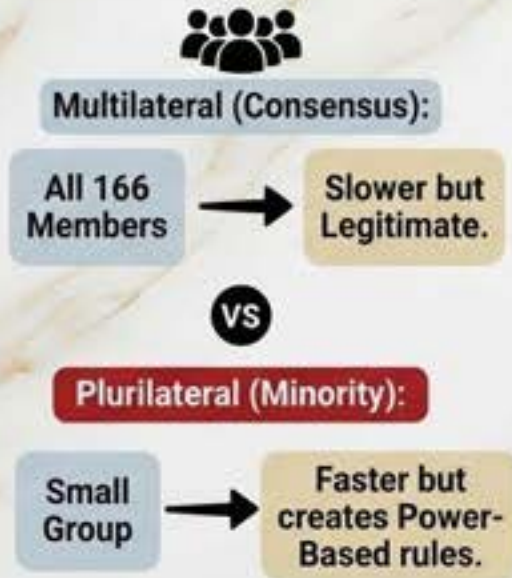 Multilateral (Consensus):
All 166
Members
Slower but
Legitimate.
VS
Plurilateral (Minority):
Small
Group
Faster but
creates Power-
Based rules.